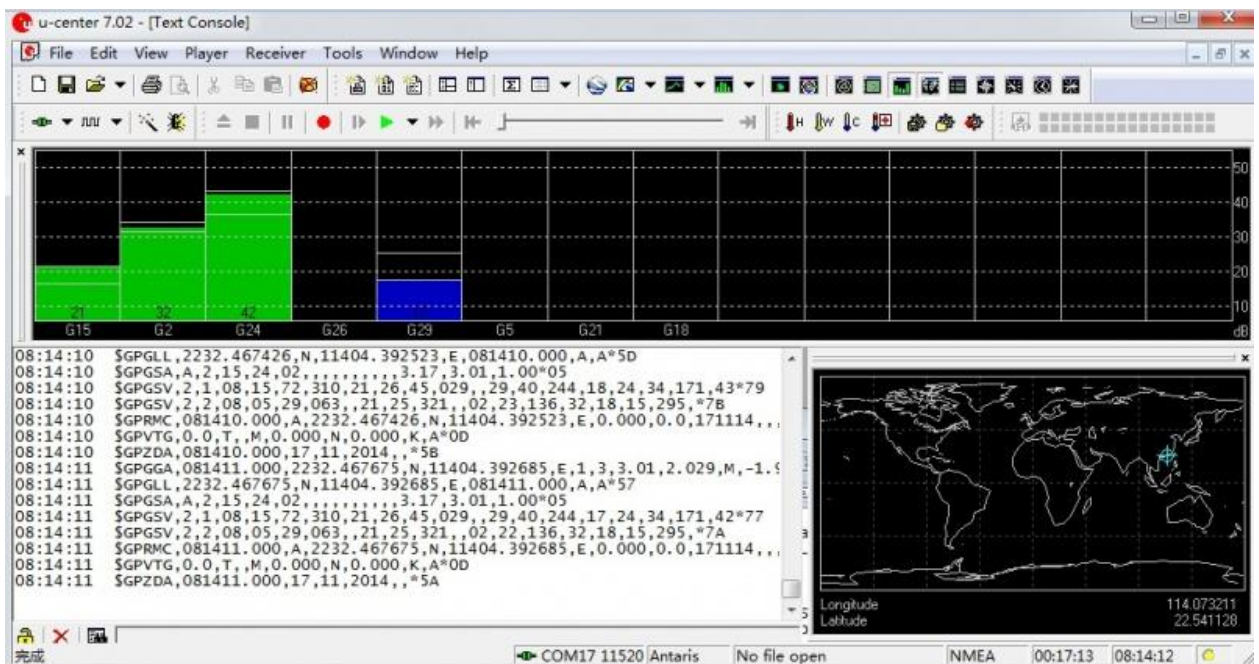 u-center 7.02 - [Text Console]
File Edit View Player Receiver Tools Window Help
50
40
30
20
10
dB
21 32 42
G15 G2 G24 G26 G29 G5 G21 G18
08:14:10 $GPGLL,2232.467426,N,11404.392523,E,081410.000,A,A*5D
08:14:10 $GPGSA,A,2,15,24,02,,,,,,,,,,3.17,3.01,1.00*05
08:14:10 $GPGSV,2,1,08,15,72,310,21,26,45,029,,29,40,244,18,24,34,171,43*79
08:14:10 $GPGSV,2,2,08,05,29,063,,21,25,321,,02,23,136,32,18,15,295,*7B
08:14:10 $GPRMC,081410.000,A,2232.467426,N,11404.392523,E,0.000,0.0,171114,,,
08:14:10 $GPVTG,0.0,T,,M,0.000,N,0.000,K,A*0D
08:14:10 $GPZDA,081410.000,17,11,2014,,*5B
08:14:11 $GPGGA,081411.000,2232.467675,N,11404.392685,E,1,3,3.01,2.029,M,-1.9
08:14:11 $GPGLL,2232.467675,N,11404.392685,E,081411.000,A,A*57
08:14:11 $GPGSA,A,2,15,24,02,,,,,,,,,,3.17,3.01,1.00*05
08:14:11 $GPGSV,2,1,08,15,72,310,21,26,45,029,,29,40,244,17,24,34,171,42*77
08:14:11 $GPGSV,2,2,08,05,29,063,,21,25,321,,02,22,136,32,18,15,295,*7A
08:14:11 $GPRMC,081411.000,A,2232.467675,N,11404.392685,E,0.000,0.0,171114,,,
08:14:11 $GPVTG,0.0,T,,M,0.000,N,0.000,K,A*0D
08:14:11 $GPZDA,081411.000,17,11,2014,,*5A
Longitude 114.073211
Latitude 22.541128
完成 COM17 11520 Antaris No file open NMEA 00:17:13 08:14:12